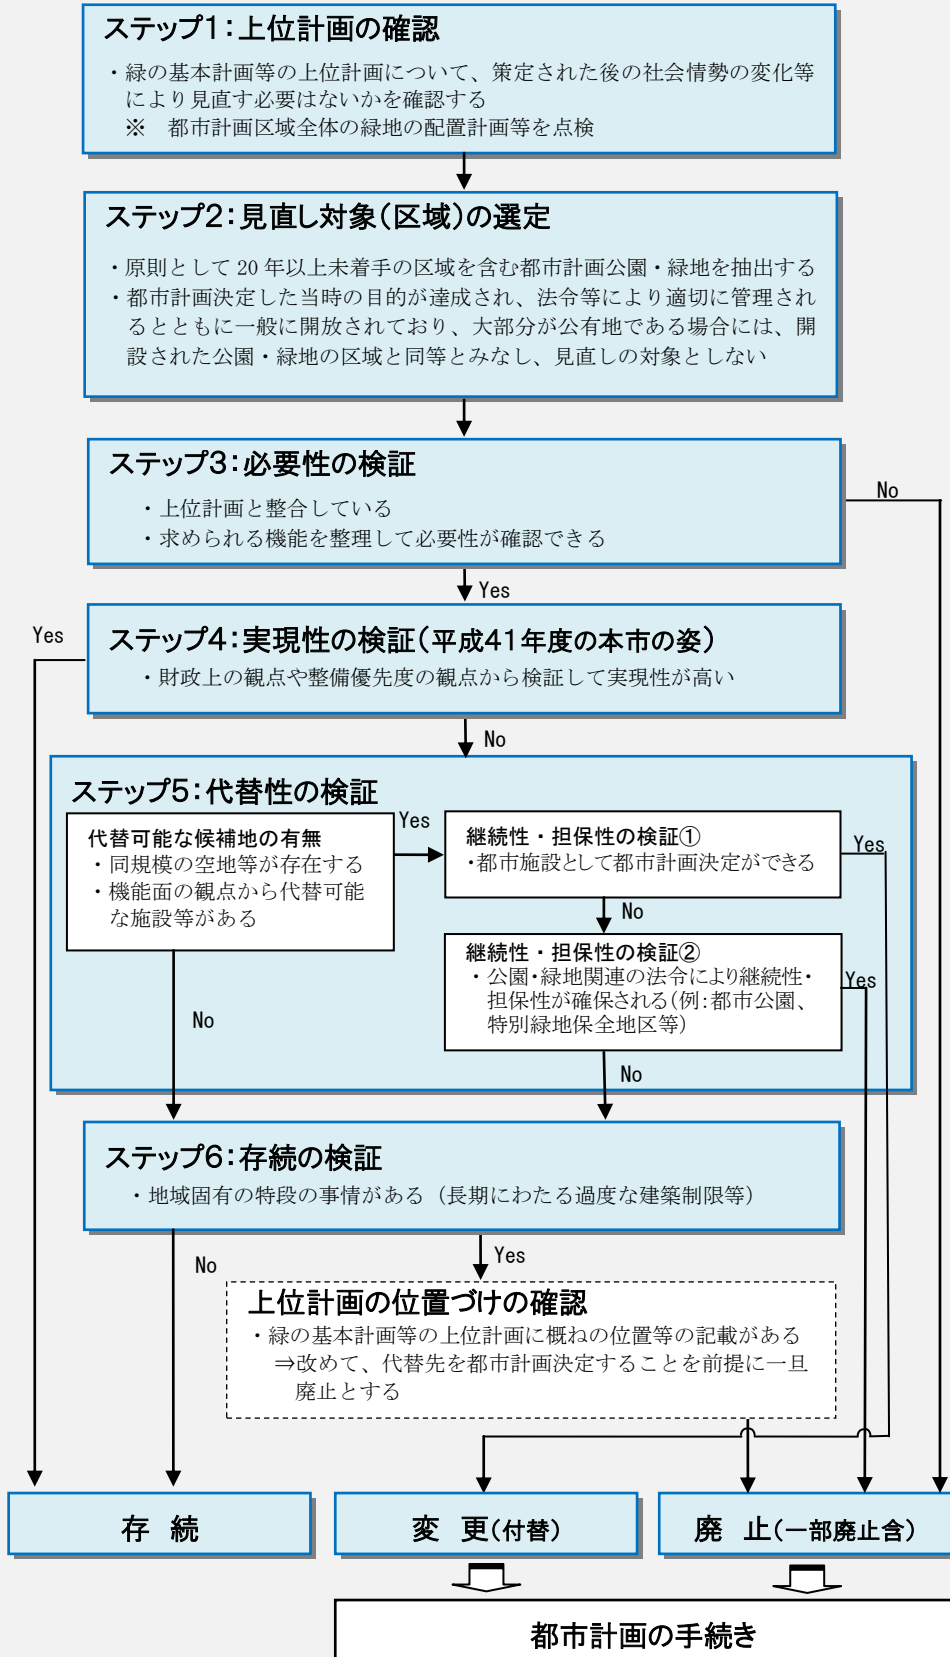 ステップ1:上位計画の確認
・緑の基本計画等の上位計画について、策定された後の社会情勢の変化等
により見直す必要はないかを確認する
※　都市計画区域全体の緑地の配置計画等を点検
ステップ2:見直し対象(区域)の選定
・原則として 20 年以上未着手の区域を含む都市計画公園・緑地を抽出する
・都市計画決定した当時の目的が達成され、法令等により適切に管理され
るとともに一般に開放されており、大部分が公有地である場合には、開
設された公園・緑地の区域と同等とみなし、見直しの対象としない
ステップ3:必要性の検証
・上位計画と整合している
・求められる機能を整理して必要性が確認できる
No
Yes
ステップ4:実現性の検証(平成41年度の本市の姿)
・財政上の観点や整備優先度の観点から検証して実現性が高い
Yes
No
ステップ5:代替性の検証
代替可能な候補地の有無
・同規模の空地等が存在する
・機能面の観点から代替可能
な施設等がある
Yes
継続性・担保性の検証①
・都市施設として都市計画決定ができる
Yes
No
継続性・担保性の検証②
・公園・緑地関連の法令により継続性・
担保性が確保される(例:都市公園、
特別緑地保全地区等)
Yes
No
No
ステップ6:存続の検証
・地域固有の特段の事情がある（長期にわたる過度な建築制限等）
No
Yes
上位計画の位置づけの確認
・緑の基本計画等の上位計画に概ねの位置等の記載がある
⇒改めて、代替先を都市計画決定することを前提に一旦
廃止とする
存 続
変 更(付替)
廃 止(一部廃止含)
都市計画の手続き